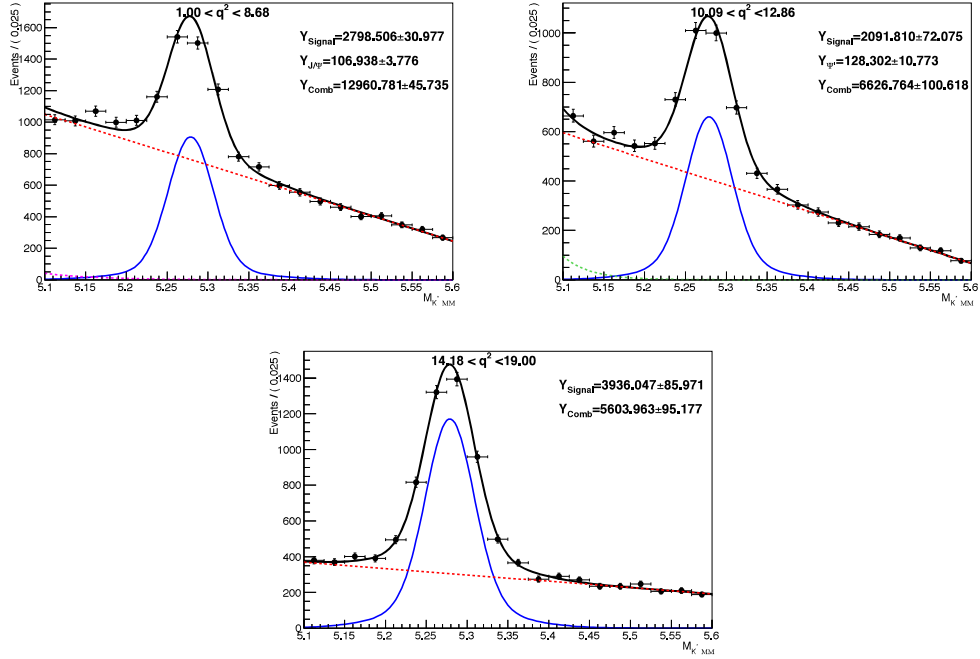 1.00 < q² < 8.68
Events / ( 0.025 )
1600
1400
1200
1000
800
600
400
200
0
Y_Signal=2798.506±30.977
Y_J/Ψ=106.938±3.776
Y_Comb=12960.781±45.735
5.1 5.15 5.2 5.25 5.3 5.35 5.4 5.45 5.5 5.55 5.6
M_K* MM
10.09 < q² <12.86
Events / ( 0.025 )
1000
800
600
400
200
0
Y_Signal=2091.810±72.075
Y_Ψ'=128.302±10.773
Y_Comb=6626.764±100.618
5.1 5.15 5.2 5.25 5.3 5.35 5.4 5.45 5.5 5.55 5.6
M_K* MM
14.18 < q² <19.00
Events / ( 0.025 )
1400
1200
1000
800
600
400
200
0
Y_Signal=3936.047±85.971
Y_Comb=5603.963±95.177
5.1 5.15 5.2 5.25 5.3 5.35 5.4 5.45 5.5 5.55 5.6
M_K* MM